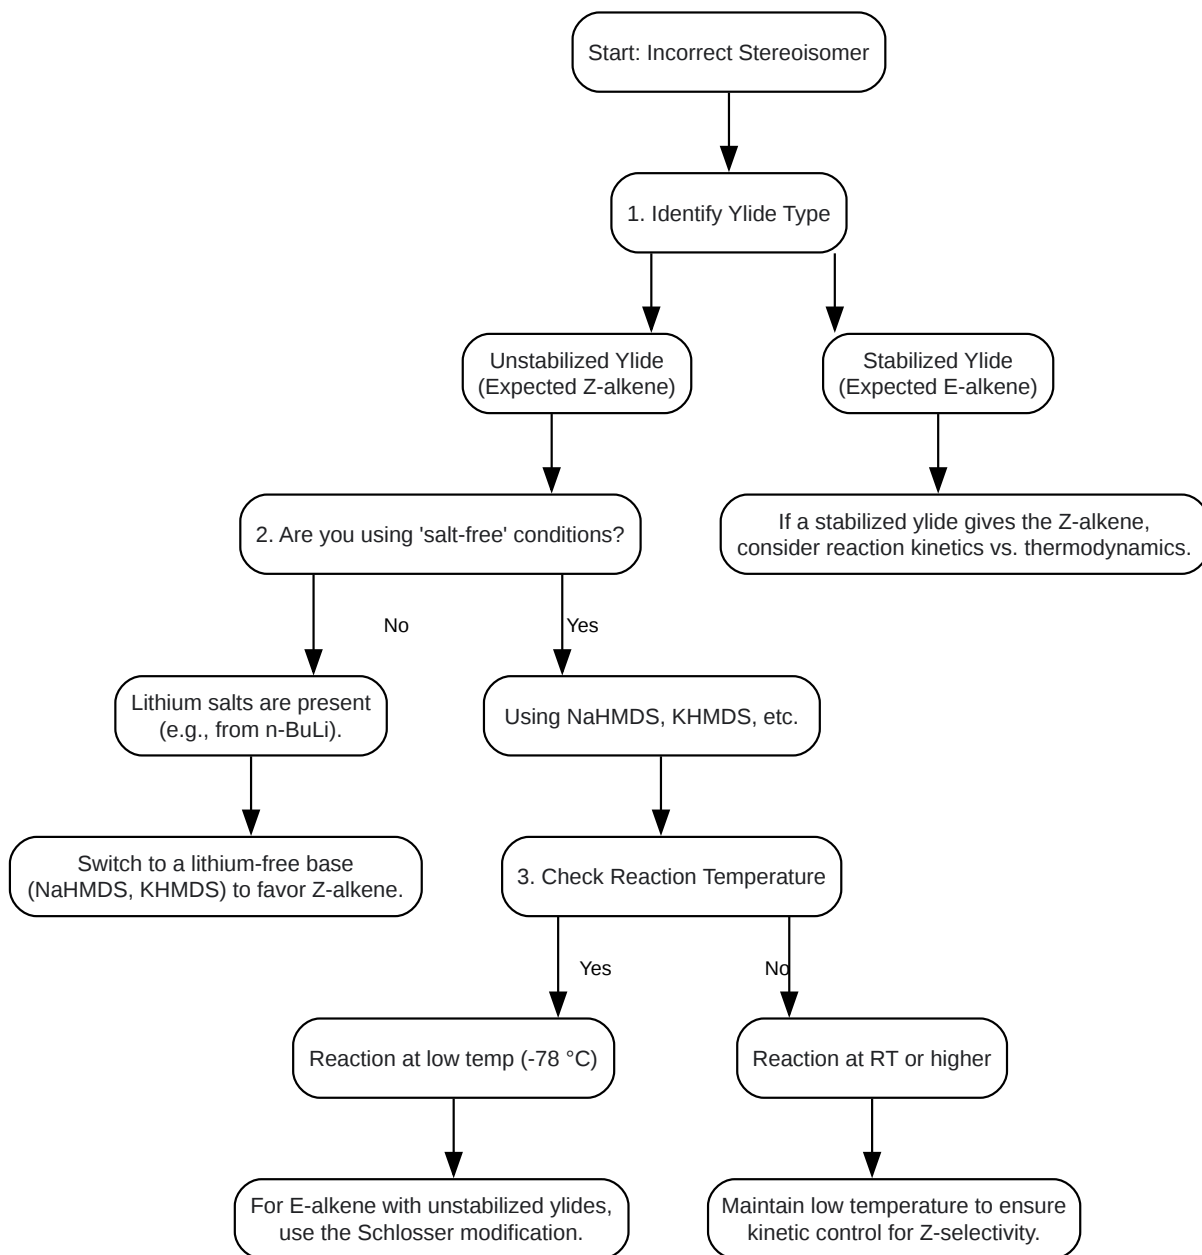 Start: Incorrect Stereoisomer
1. Identify Ylide Type
Unstabilized Ylide
(Expected Z-alkene)
Stabilized Ylide
(Expected E-alkene)
2. Are you using 'salt-free' conditions?
If a stabilized ylide gives the Z-alkene,
consider reaction kinetics vs. thermodynamics.
No
Yes
Lithium salts are present
(e.g., from n-BuLi).
Using NaHMDS, KHMDS, etc.
Switch to a lithium-free base
(NaHMDS, KHMDS) to favor Z-alkene.
3. Check Reaction Temperature
Yes
No
Reaction at low temp (-78 °C)
Reaction at RT or higher
For E-alkene with unstabilized ylides,
use the Schlosser modification.
Maintain low temperature to ensure
kinetic control for Z-selectivity.